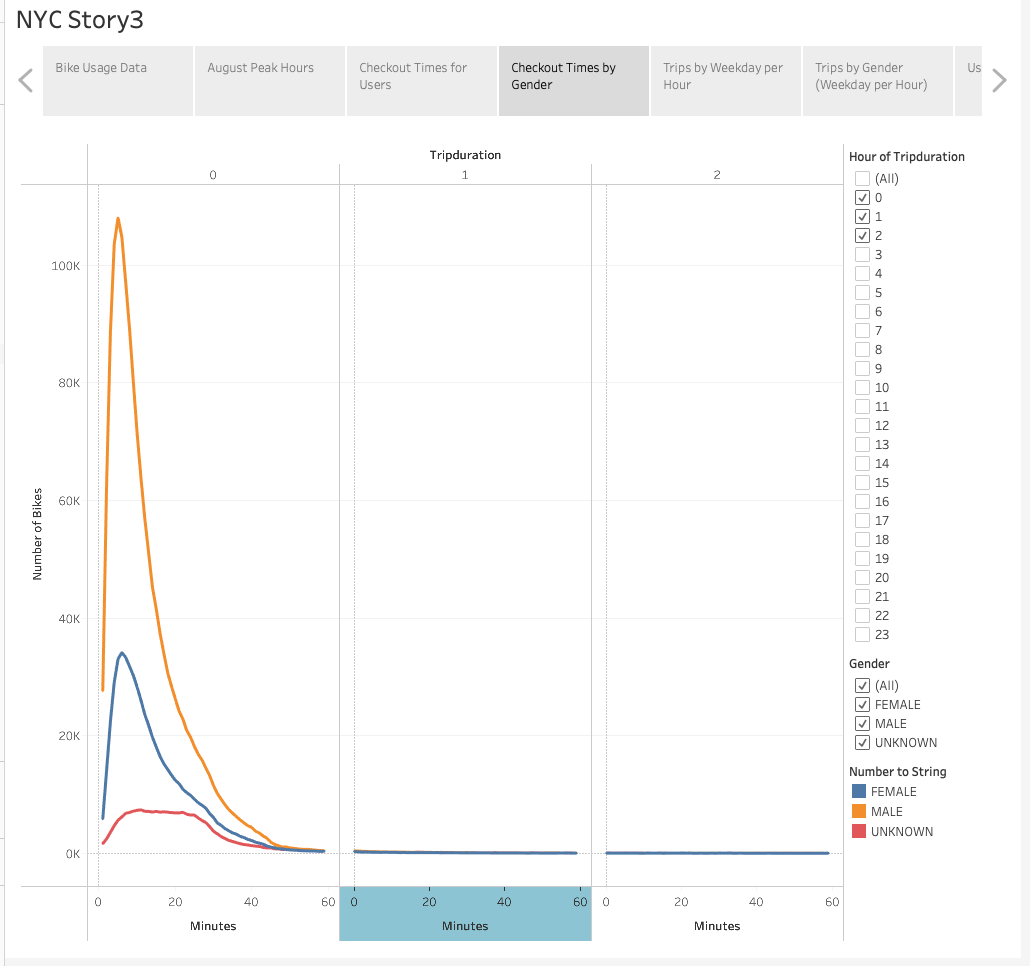 NYC Story3
Bike Usage Data
August Peak Hours
Checkout Times for
Users
Checkout Times by
Gender
Trips by Weekday per
Hour
Trips by Gender
(Weekday per Hour)
Us
Tripduration
0
1
2
100K
80K
60K
40K
20K
0K
Number of Bikes
0 20 40 60
0 20 40 60
0 20 40 60
Minutes
Minutes
Minutes
Hour of Tripduration
(All)
0
1
2
3
4
5
6
7
8
9
10
11
12
13
14
15
16
17
18
19
20
21
22
23
Gender
(All)
FEMALE
MALE
UNKNOWN
Number to String
FEMALE
MALE
UNKNOWN